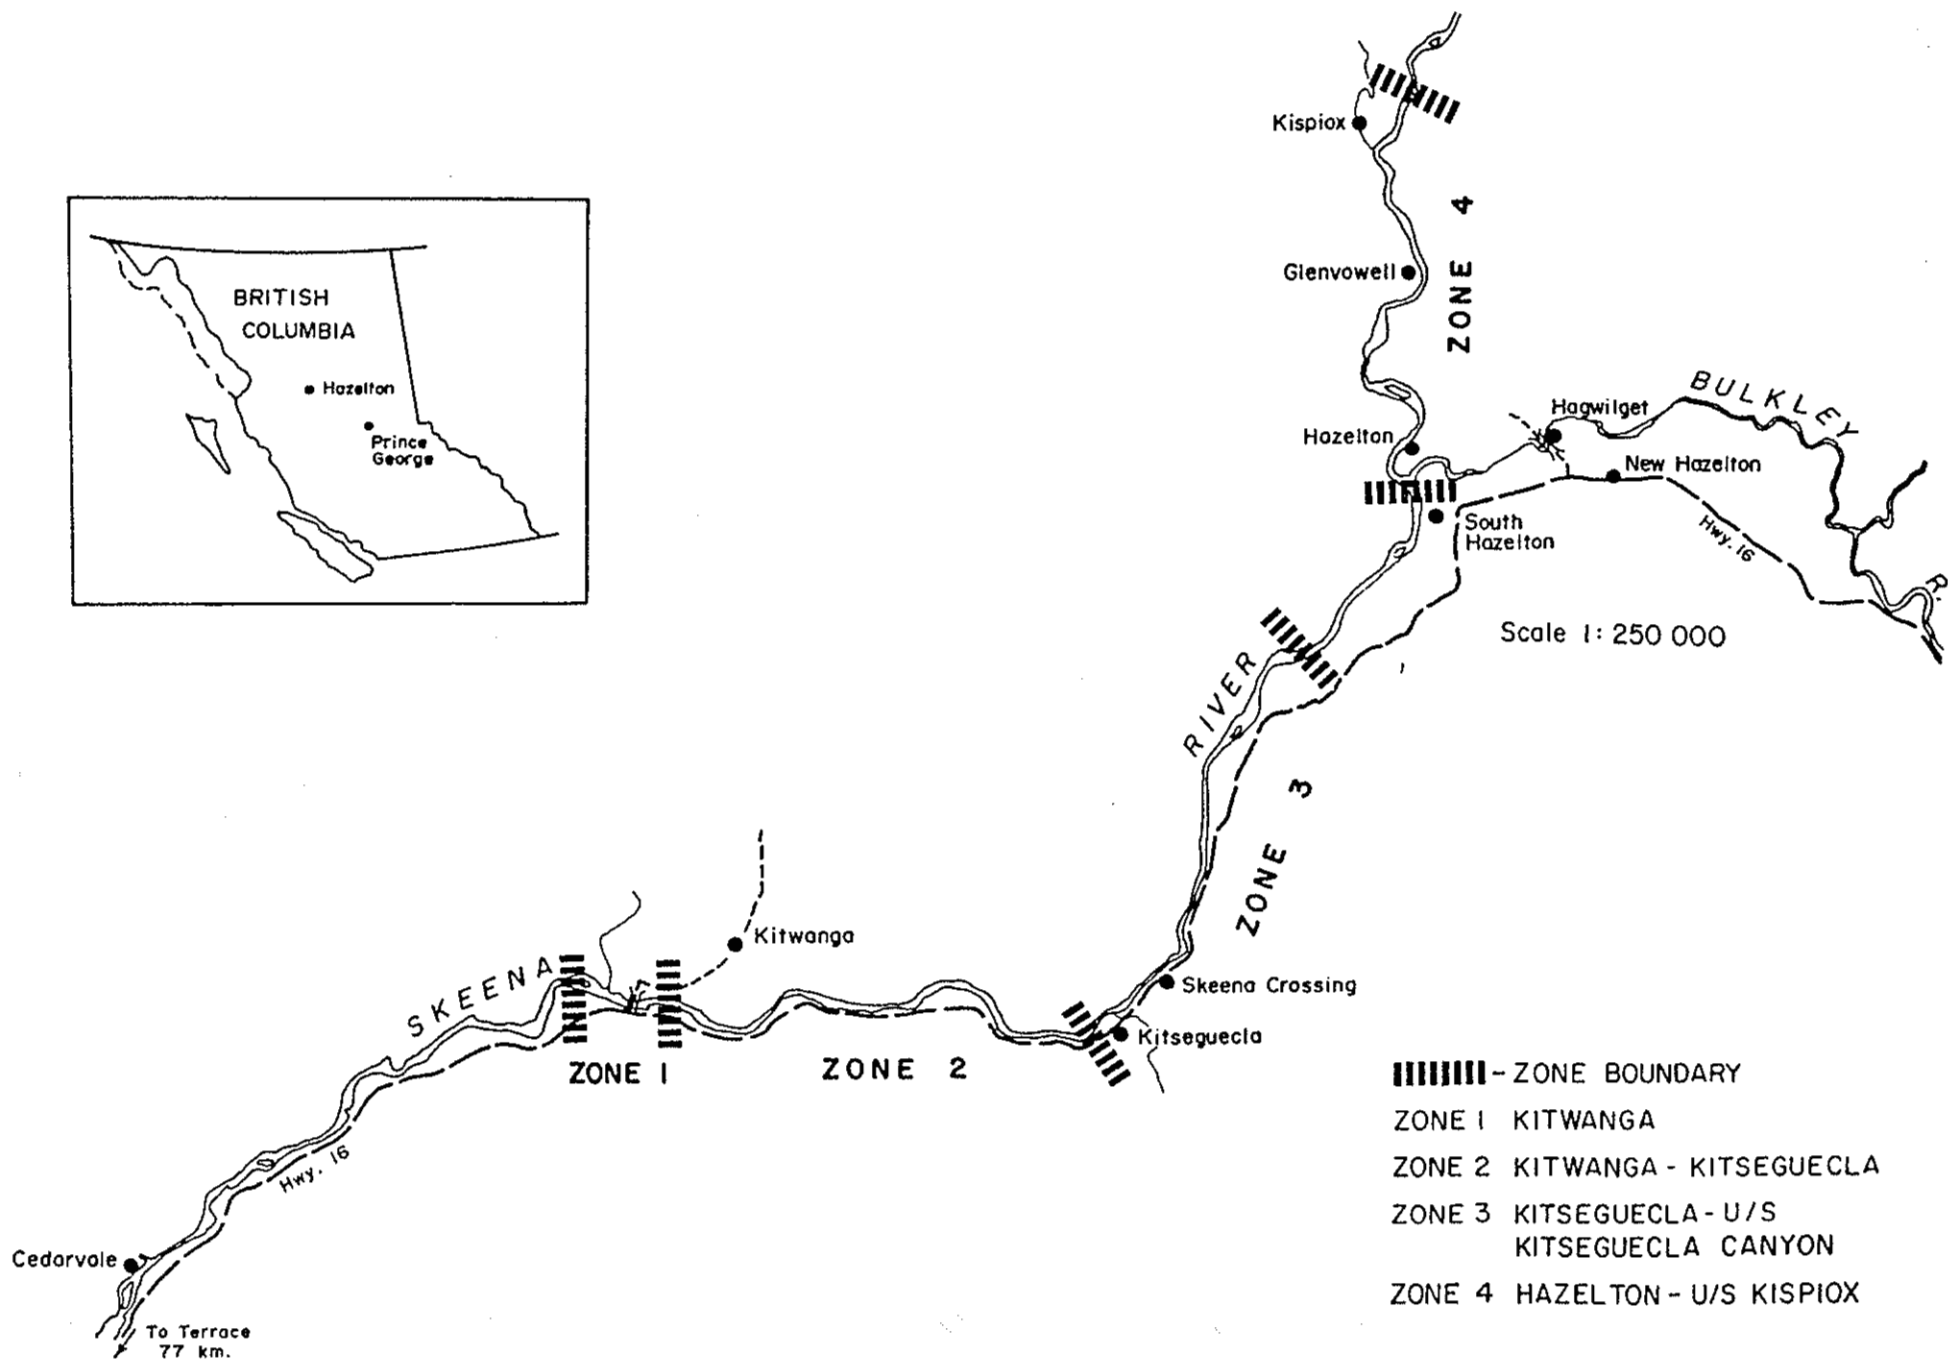 Kispiox
ZONE 4
Glenvowell
BRITISH
COLUMBIA
Hazelton
Prince
George
BULKLEY
R.
Hagwilget
Hazelton
New Hazelton
South
Hazelton
Hwy. 16
Scale 1: 250 000
RIVER
ZONE 3
Kitwanga
SKEENA
Skeena Crossing
Kitseguecla
ZONE 1
ZONE 2
Hwy. 16
Cedarvale
To Terrace
77 km.
- ZONE BOUNDARY
ZONE 1 KITWANGA
ZONE 2 KITWANGA - KITSEGUECLA
ZONE 3 KITSEGUECLA - U/S
KITSEGUECLA CANYON
ZONE 4 HAZELTON - U/S KISPIOX